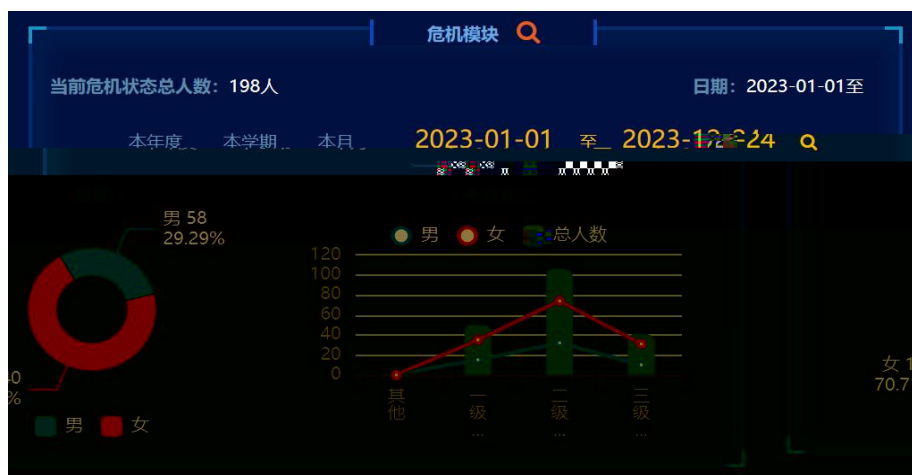 危机模块
当前危机状态总人数：198人
日期：2023-01-01至
本年度 本学期 本月 2023-01-01 至 2023-12-24
男 58
29.29%
男 女 总人数
120
100
80
60
40
20
0
其他 一级... 二级... 三级...
男 女
女 1
70.7